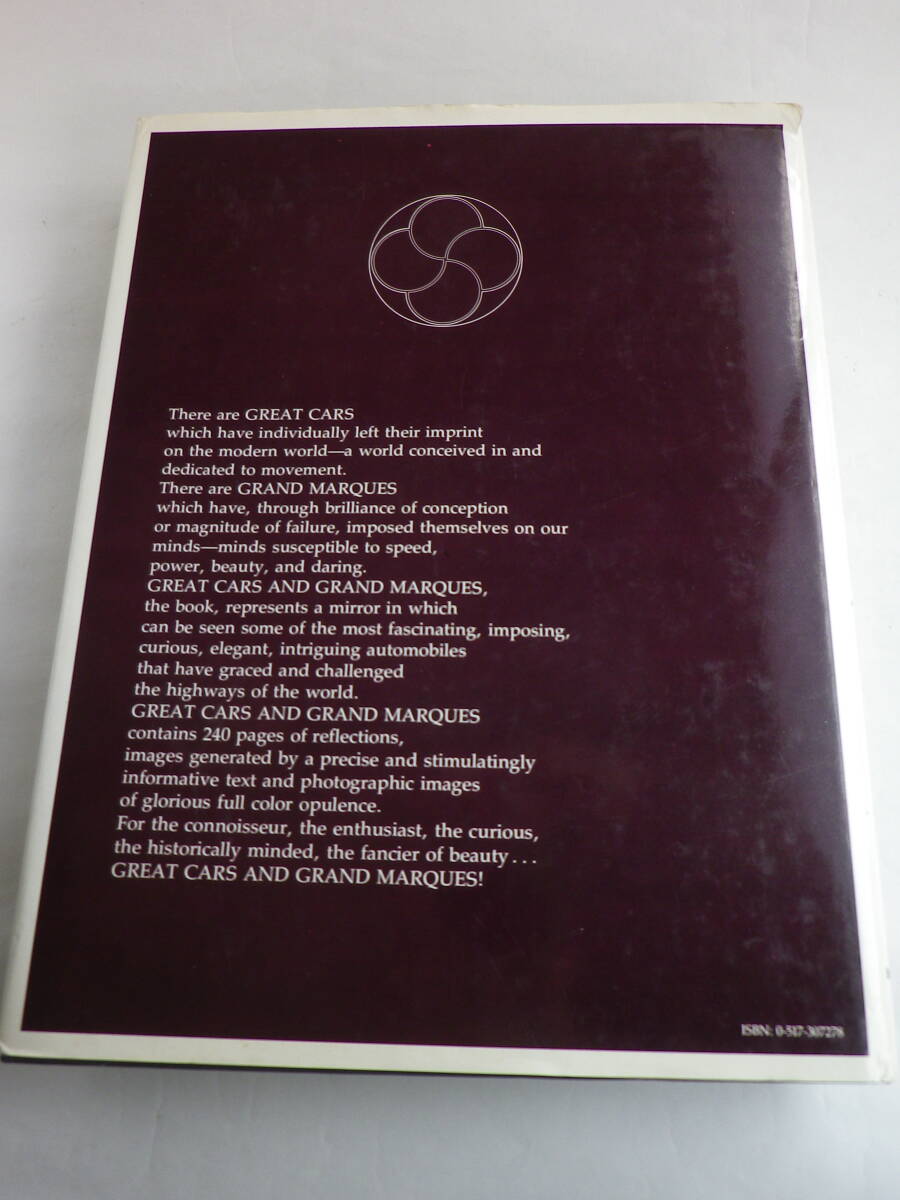 There are GREAT CARS
which have individually left their imprint
on the modern world—a world conceived in and
dedicated to movement.
There are GRAND MARQUES
which have, through brilliance of conception
or magnitude of failure, imposed themselves on our
minds—minds susceptible to speed,
power, beauty, and daring.
GREAT CARS AND GRAND MARQUES,
the book, represents a mirror in which
can be seen some of the most fascinating, imposing,
curious, elegant, intriguing automobiles
that have graced and challenged
the highways of the world.
GREAT CARS AND GRAND MARQUES
contains 240 pages of reflections,
images generated by a precise and stimulatingly
informative text and photographic images
of glorious full color opulence.
For the connoisseur, the enthusiast, the curious,
the historically minded, the fancier of beauty...
GREAT CARS AND GRAND MARQUES!
ISBN: 0-517-307278